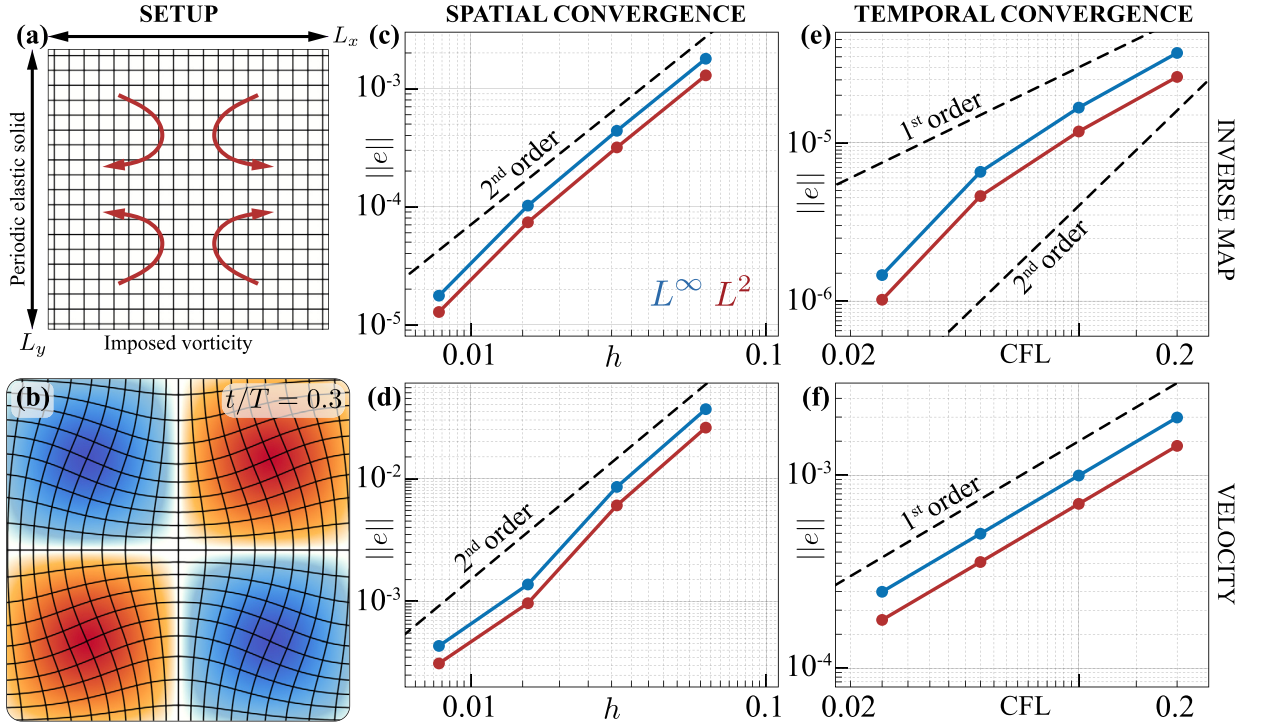 SETUP
SPATIAL CONVERGENCE
TEMPORAL CONVERGENCE
(a)
L_x
Periodic elastic solid
L_y
Imposed vorticity
(b)
t/T = 0.3
(c)
10^-3
10^-4
10^-5
||e||
2^nd order
L^∞ L^2
0.01
h
0.1
(d)
10^-2
10^-3
||e||
2^nd order
0.01
h
0.1
(e)
10^-5
10^-6
||e||
1^st order
2^nd order
0.02
CFL
0.2
INVERSE MAP
(f)
10^-3
10^-4
||e||
1^st order
0.02
CFL
0.2
VELOCITY